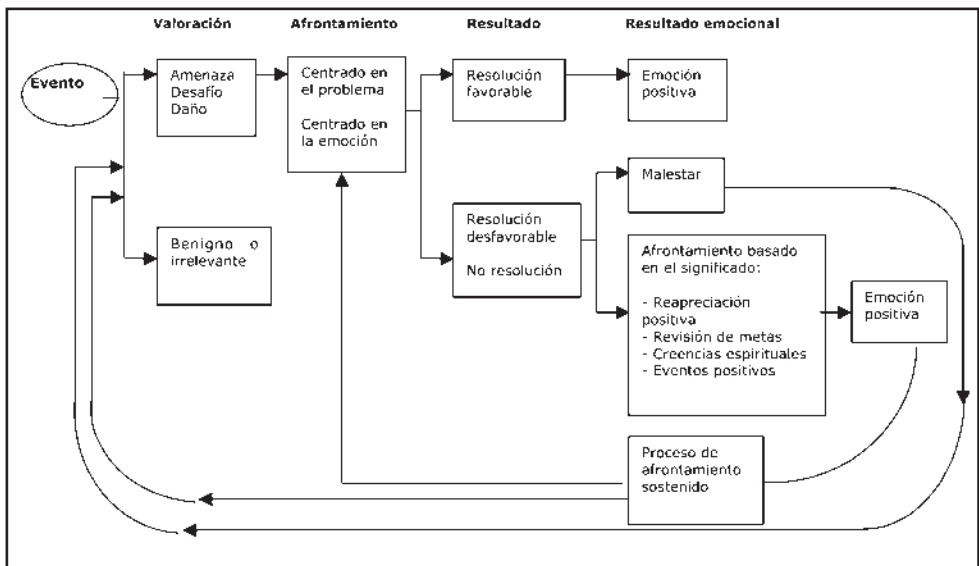 Valoración
Afrontamiento
Resultado
Resultado emocional
Evento
Amenaza
Desafío
Daño
Centrado en
el problema
Centrado en
la emoción
Resolución
favorable
Emoción
positiva
Malestar
Benigno o
irrelevante
Resolución
desfavorable
No resolución
Afrontamiento basado
en el significado:
- Reapreciación
positiva
- Revisión de metas
- Creencias espirituales
- Eventos positivos
Emoción
positiva
Proceso de
afrontamiento
sostenido